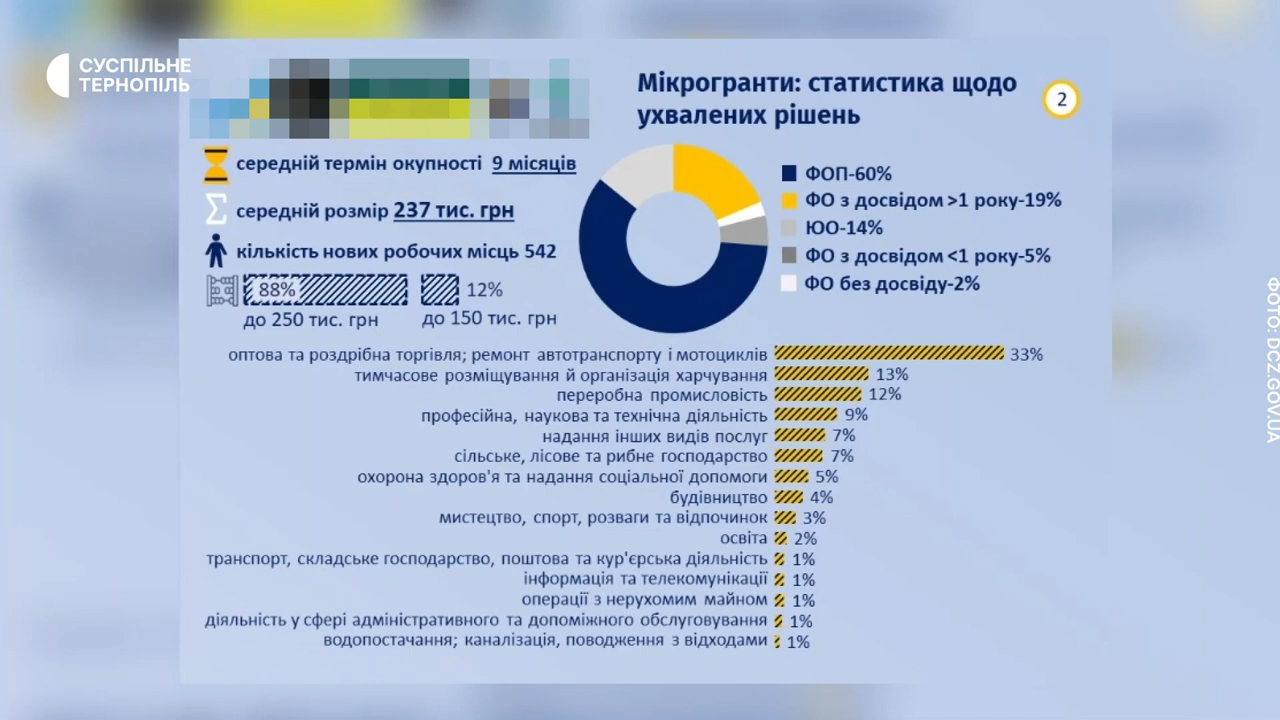 СУСПІЛЬНЕ
ТЕРНОПІЛЬ
Мікрогранти: статистика щодо
ухвалених рішень
2
середній термін окупності 9 місяців
середній розмір 237 тис. грн
кількість нових робочих місць 542
88%
12%
до 250 тис. грн
до 150 тис. грн
ФОП-60%
ФО з досвідом >1 року-19%
ЮО-14%
ФО з досвідом <1 року-5%
ФО без досвіду-2%
оптова та роздрібна торгівля; ремонт автотранспорту і мотоциклів 33%
тимчасове розміщування й організація харчування 13%
переробна промисловість 12%
професійна, наукова та технічна діяльність 9%
надання інших видів послуг 7%
сільське, лісове та рибне господарство 7%
охорона здоров'я та надання соціальної допомоги 5%
будівництво 4%
мистецтво, спорт, розваги та відпочинок 3%
освіта 2%
транспорт, складське господарство, поштова та кур'єрська діяльність 1%
інформація та телекомунікації 1%
операції з нерухомим майном 1%
діяльність у сфері адміністративного та допоміжного обслуговування 1%
водопостачання; каналізація, поводження з відходами 1%
ФОТО: DCZ.GOV.UA